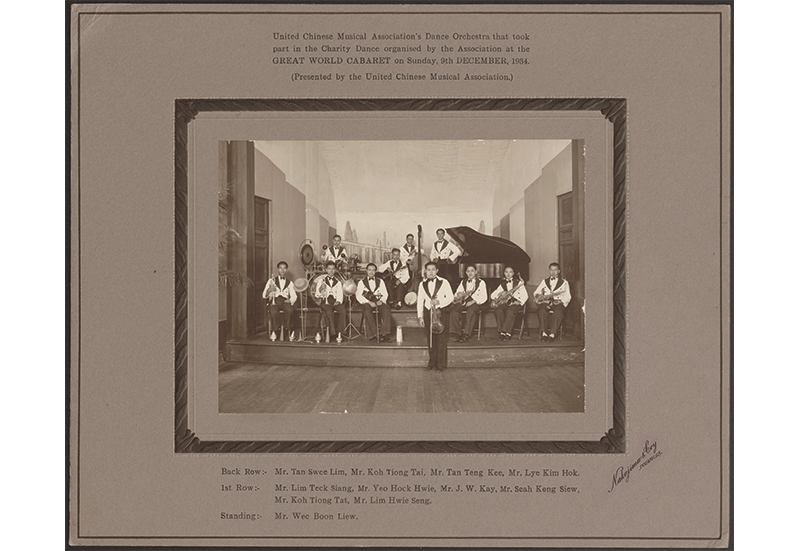 United Chinese Musical Association's Dance Orchestra that took
part in the Charity Dance organised by the Association at the
GREAT WORLD CABARET on Sunday, 9th DECEMBER, 1934.
(Presented by the United Chinese Musical Association.)
Back Row:- Mr. Tan Swee Lim, Mr. Koh Tiong Tai, Mr. Tan Teng Kee, Mr. Lye Kim Hok.
1st Row:- Mr. Lim Teck Siang, Mr. Yeo Hock Hwie, Mr. J. W. Kay, Mr. Seah Keng Siew,
Mr. Koh Tiong Tat, Mr. Lim Hwie Seng.
Standing:- Mr. Wee Boon Liew.